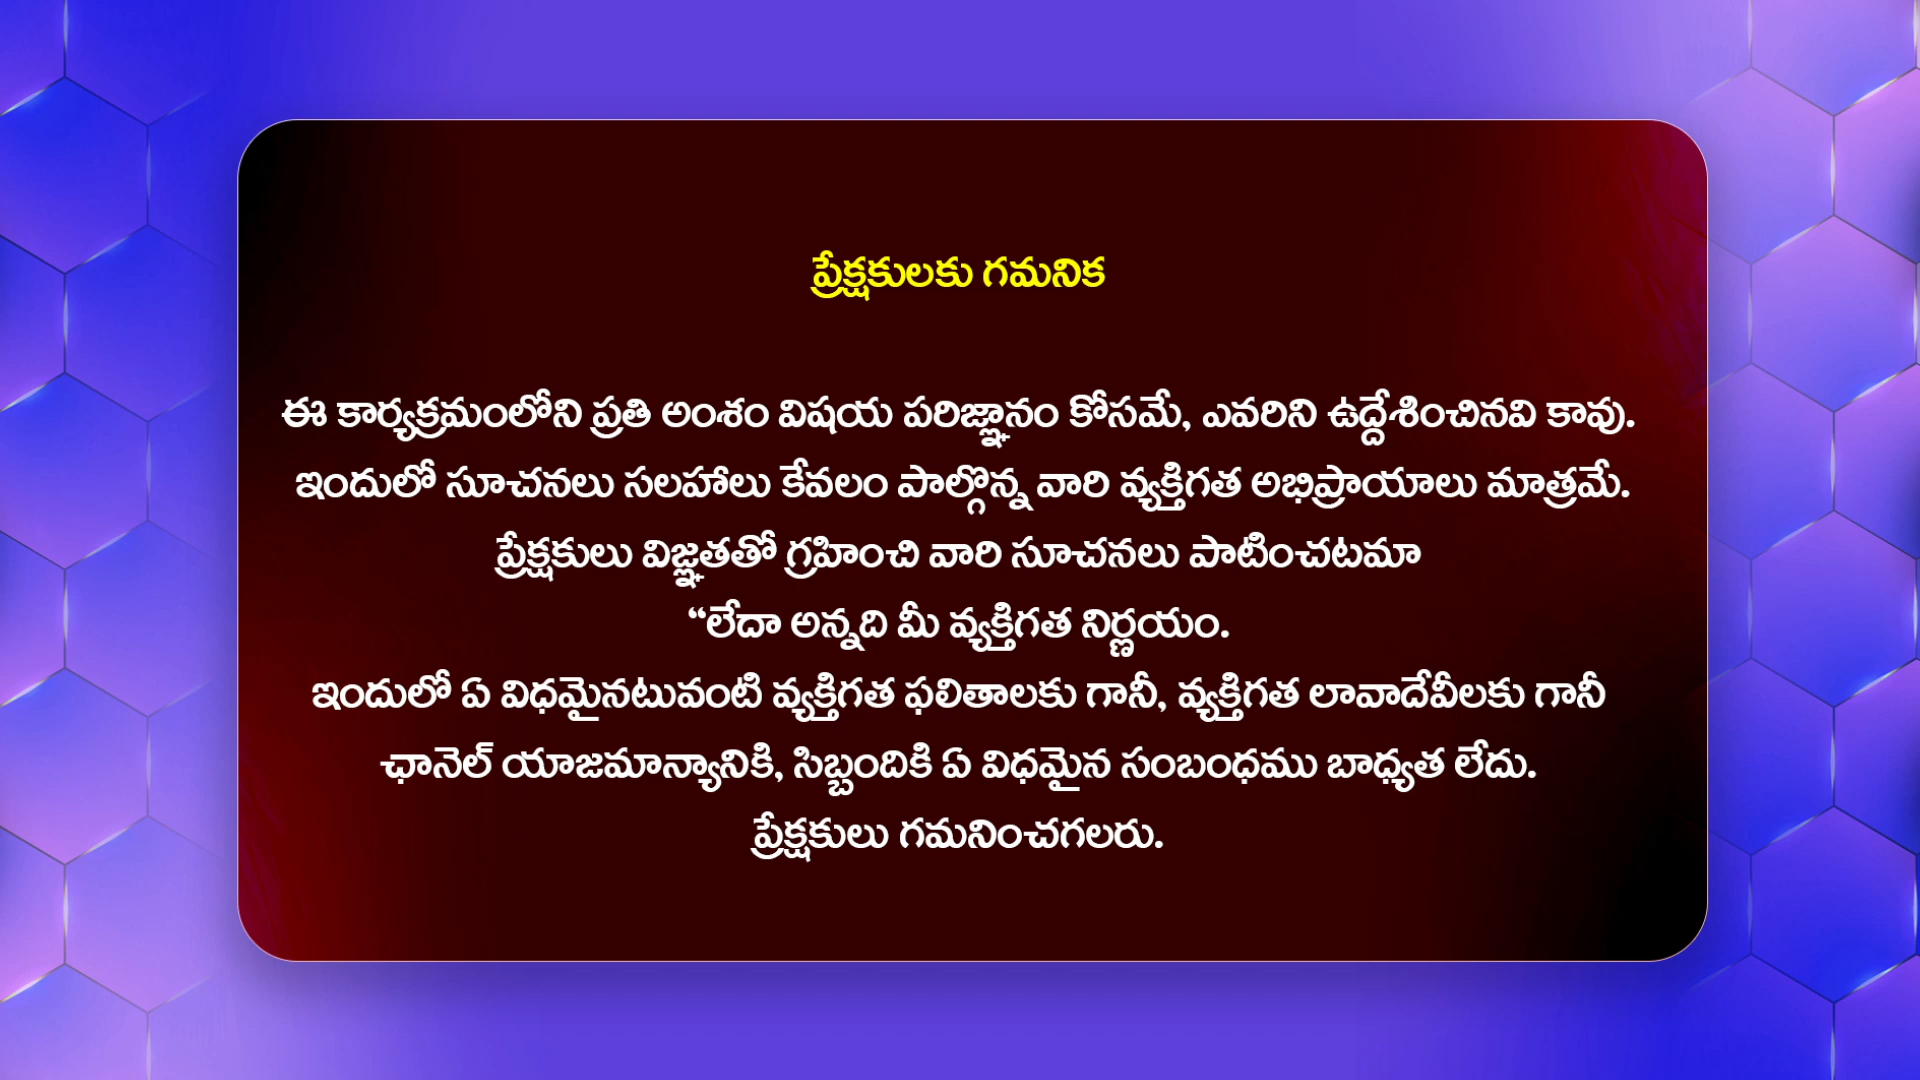 ప్రేక్షకులకు గమనిక
ఈ కార్యక్రమంలోని ప్రతి అంశం విషయ పరిజ్ఞానం కోసమే, ఎవరిని ఉద్దేశించినవి కావు.
ఇందులో సూచనలు సలహాలు కేవలం పాల్గొన్న వారి వ్యక్తిగత అభిప్రాయాలు మాత్రమే.
ప్రేక్షకులు విజ్ఞతతో గ్రహించి వారి సూచనలు పాటించటమా
“లేదా అన్నది మీ వ్యక్తిగత నిర్ణయం.
ఇందులో ఏ విధమైనటువంటి వ్యక్తిగత ఫలితాలకు గానీ, వ్యక్తిగత లావాదేవీలకు గానీ
ఛానెల్ యాజమాన్యానికి, సిబ్బందికి ఏ విధమైన సంబంధము బాధ్యత లేదు.
ప్రేక్షకులు గమనించగలరు.